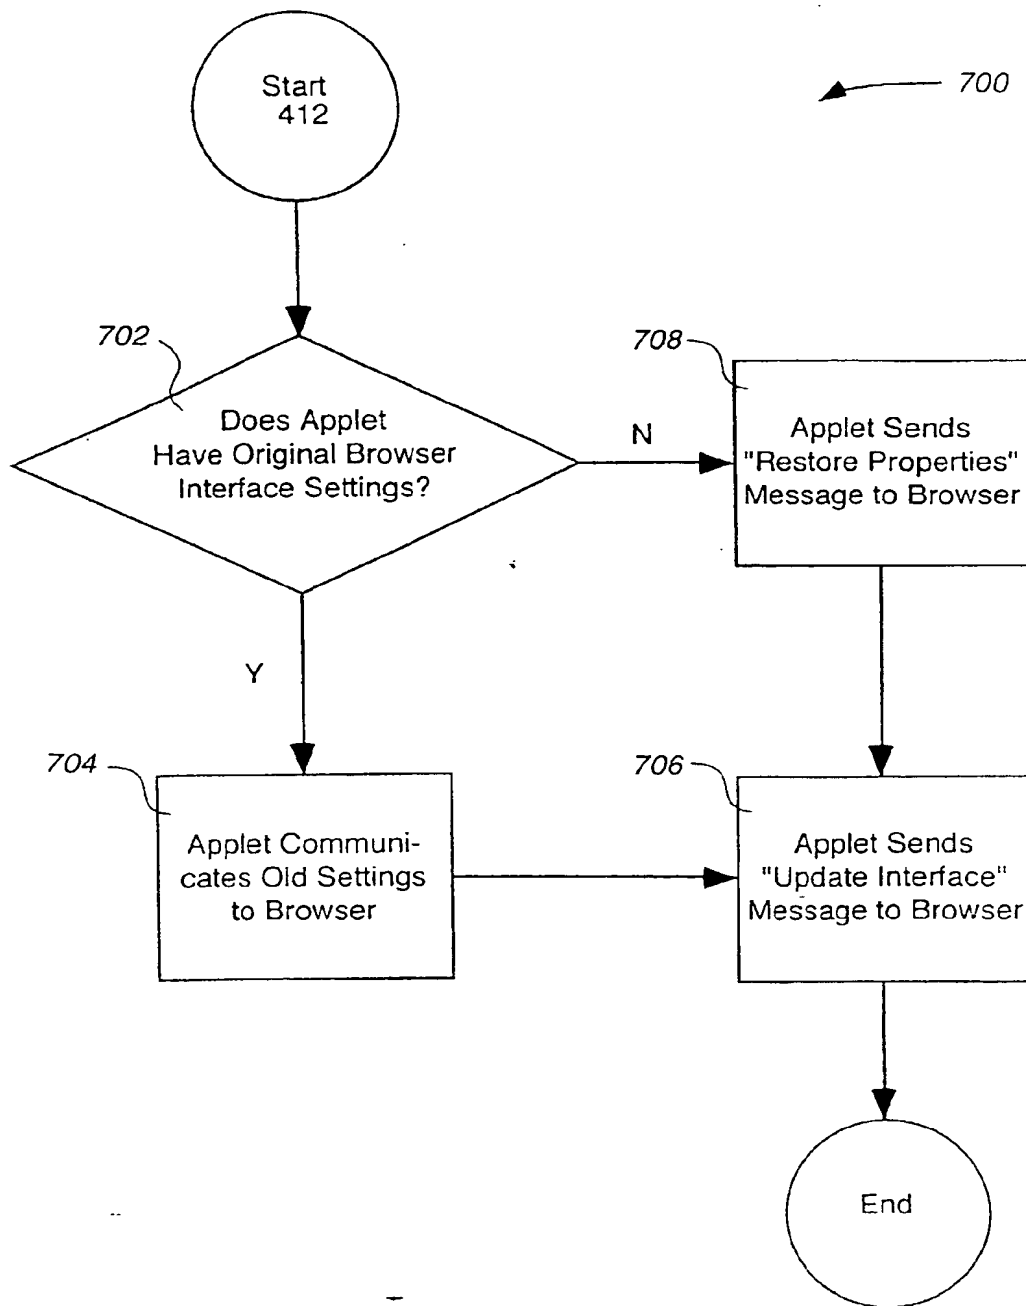 Start
412
700
702
Does Applet
Have Original Browser
Interface Settings?
N
708
Applet Sends
"Restore Properties"
Message to Browser
Y
704
Applet Communi-
cates Old Settings
to Browser
706
Applet Sends
"Update Interface"
Message to Browser
End